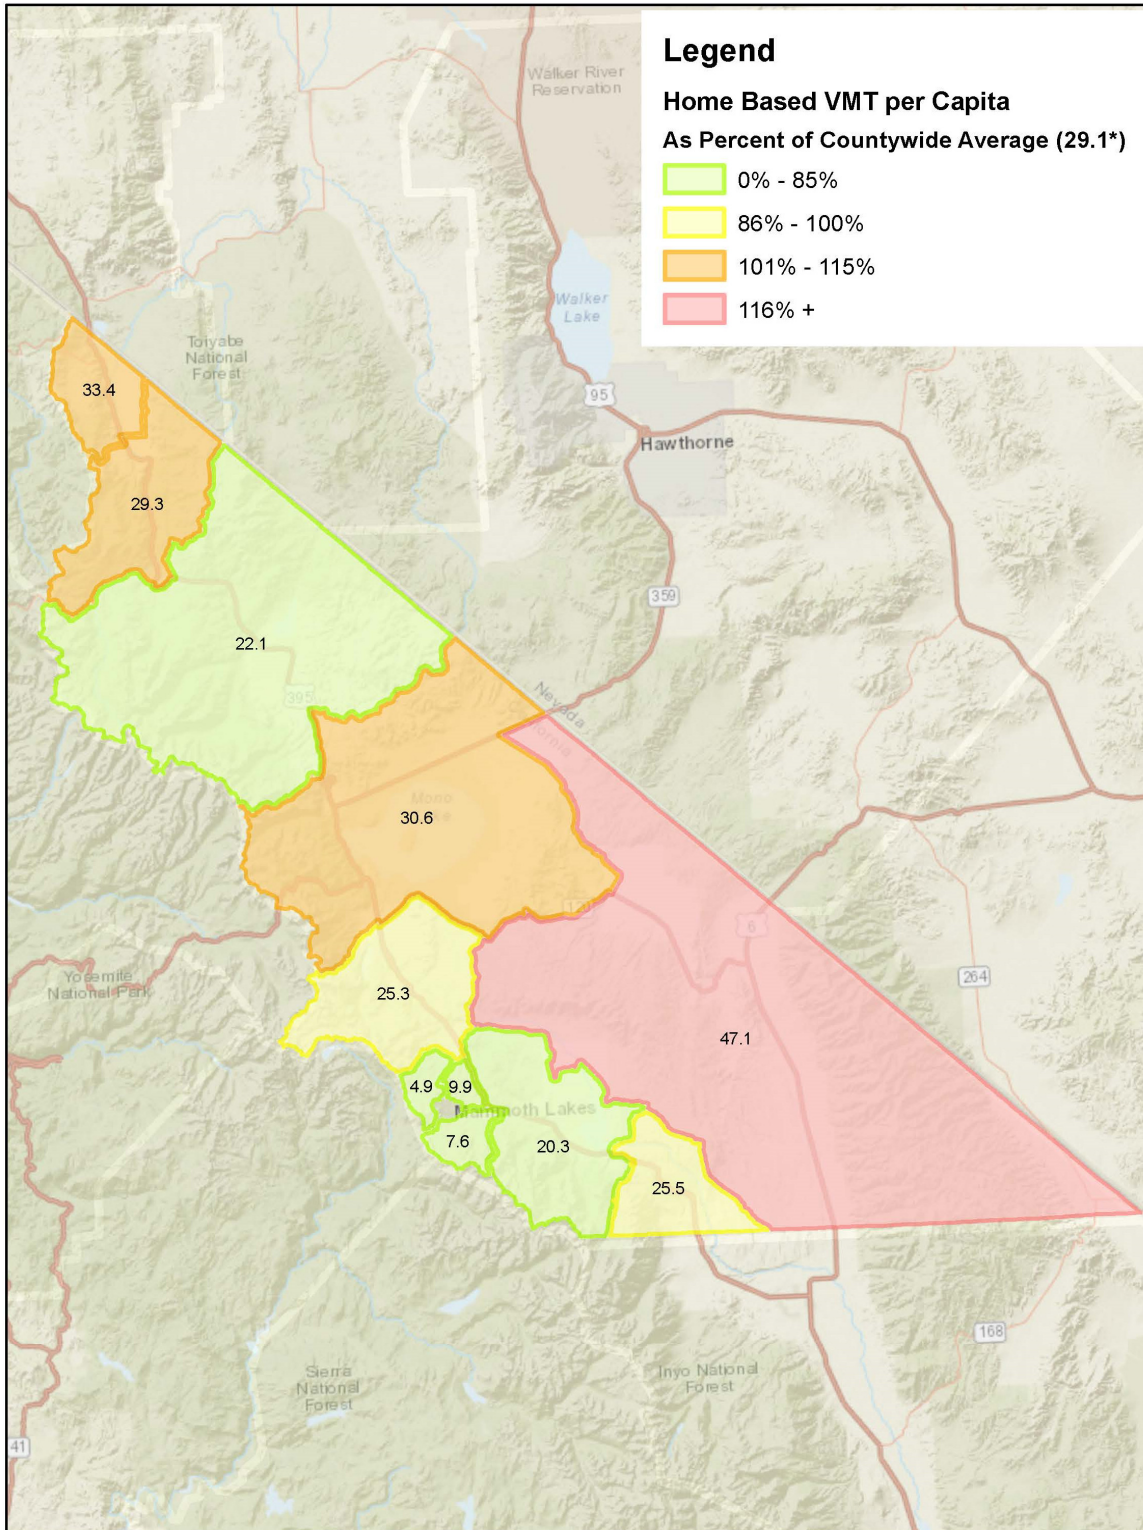 Legend
Home Based VMT per Capita
As Percent of Countywide Average (29.1*)
0% - 85%
86% - 100%
101% - 115%
116% +
Walker River
Reservation
Walker
Lake
Toiyabe
National
Forest
33.4
95
Hawthorne
29.3
359
22.1
395
Nevada
California
Mono
Lake
30.6
120
6
Yosemite
National Park
264
25.3
47.1
4.9
9.9
Mammoth Lakes
7.6
20.3
25.5
168
Sierra
National
Forest
Inyo National
Forest
41